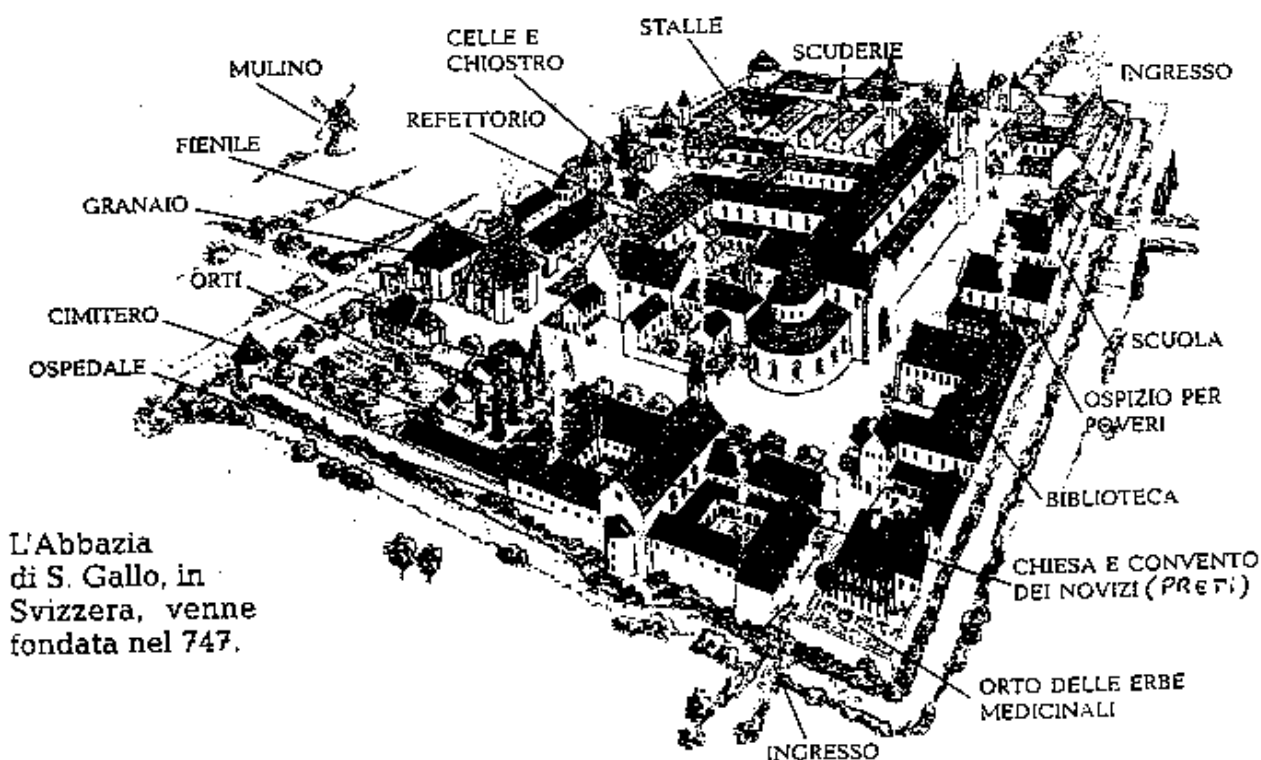 STALLE
CELLE E
CHIOSTRO
SCUDERIE
MULINO
INGRESSO
REFETTORIO
FIENILE
GRANAIO
ORTI
CIMITERO
OSPEDALE
SCUOLA
OSPIZIO PER
POVERI
BIBLIOTECA
L'Abbazia
di S. Gallo, in
Svizzera, venne
fondata nel 747.
CHIESA E CONVENTO
DEI NOVIZI (PRETI)
ORTO DELLE ERBE
MEDICINALI
INGRESSO